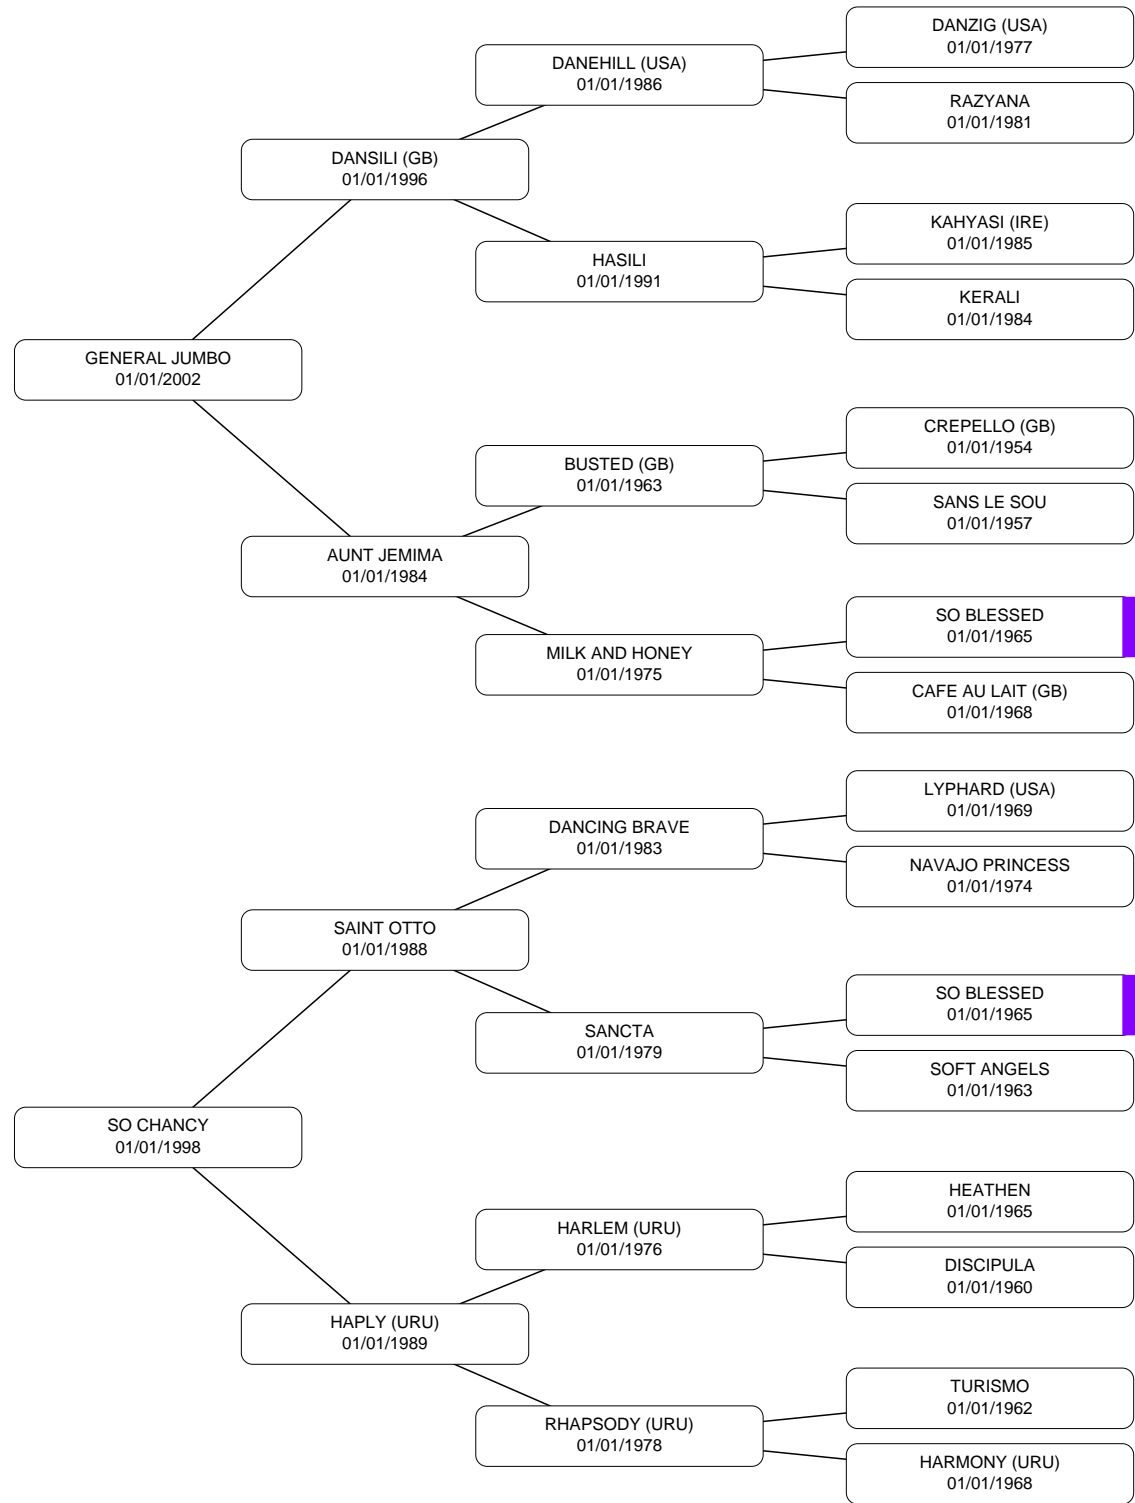 DANZIG (USA)
01/01/1977
DANEHILL (USA)
01/01/1986
RAZYANA
01/01/1981
DANSILI (GB)
01/01/1996
KAHYASI (IRE)
01/01/1985
HASILI
01/01/1991
KERALI
01/01/1984
GENERAL JUMBO
01/01/2002
CREPELLO (GB)
01/01/1954
BUSTED (GB)
01/01/1963
SANS LE SOU
01/01/1957
AUNT JEMIMA
01/01/1984
SO BLESSED
01/01/1965
MILK AND HONEY
01/01/1975
CAFE AU LAIT (GB)
01/01/1968
LYPHARD (USA)
01/01/1969
DANCING BRAVE
01/01/1983
NAVAJO PRINCESS
01/01/1974
SAINT OTTO
01/01/1988
SO BLESSED
01/01/1965
SANCTA
01/01/1979
SOFT ANGELS
01/01/1963
SO CHANCY
01/01/1998
HEATHEN
01/01/1965
HARLEM (URU)
01/01/1976
DISCIPULA
01/01/1960
HAPLY (URU)
01/01/1989
TURISMO
01/01/1962
RHAPSODY (URU)
01/01/1978
HARMONY (URU)
01/01/1968